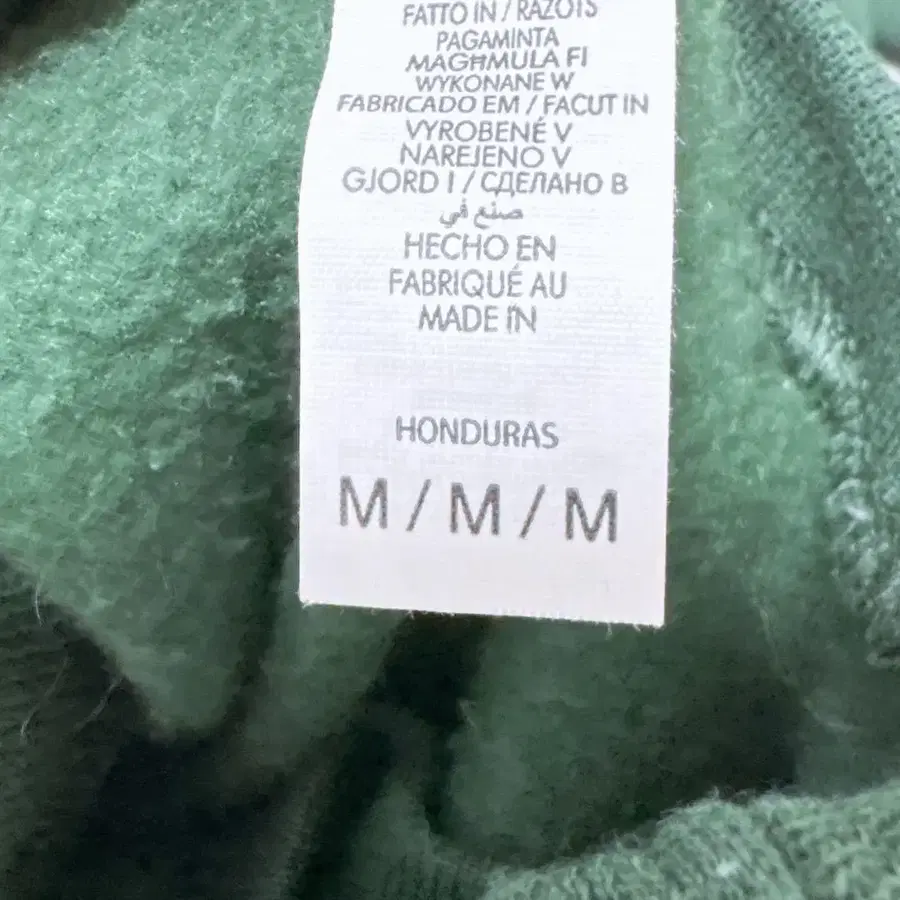 FATTO IN / RAZOTS
PAGAMINTA
MAGĦMULA FI
WYKONANE W
FABRICADO EM / FACUT IN
VYROBENÉ V
NAREJENO V
GJORD I / СДЕЛАНО В
صنع في
HECHO EN
FABRIQUÉ AU
MADE IN
HONDURAS
M / M / M